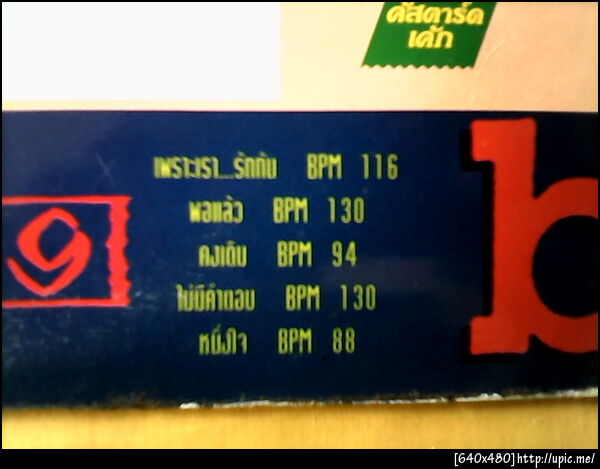 คัสตาร์ด
เค้ก
เพราะเรา...รักกัน BPM 116
พอแล้ว BPM 130
คงเดิม BPM 94
ไม่มีคำตอบ BPM 130
หนึ่งใจ BPM 88
b
[640x480]http://upic.me/